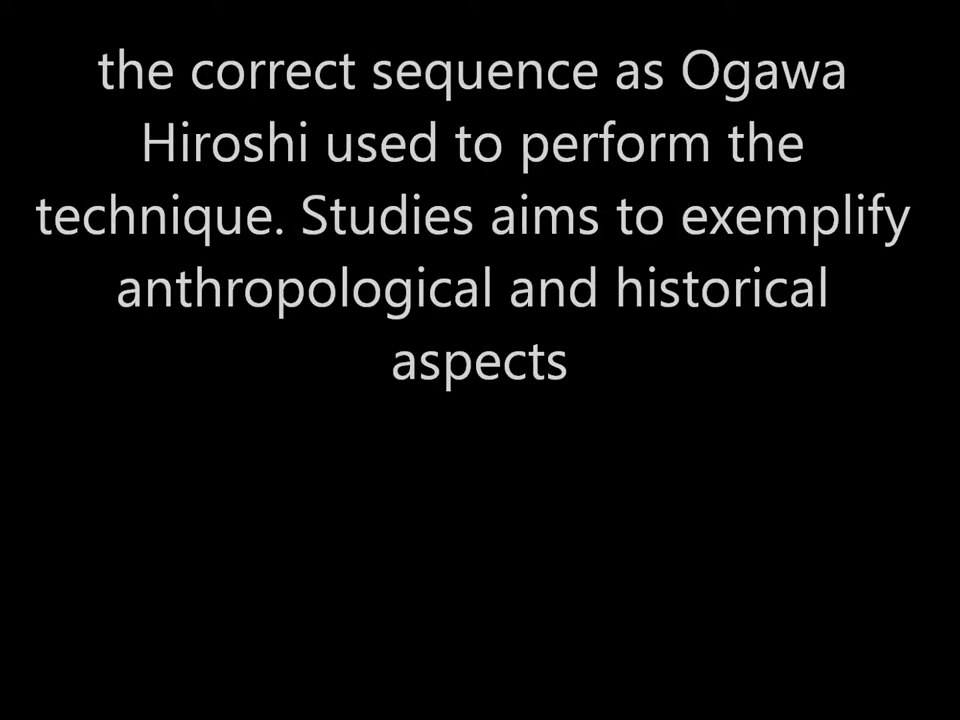 the correct sequence as Ogawa
Hiroshi used to perform the
technique. Studies aims to exemplify
anthropological and historical
aspects